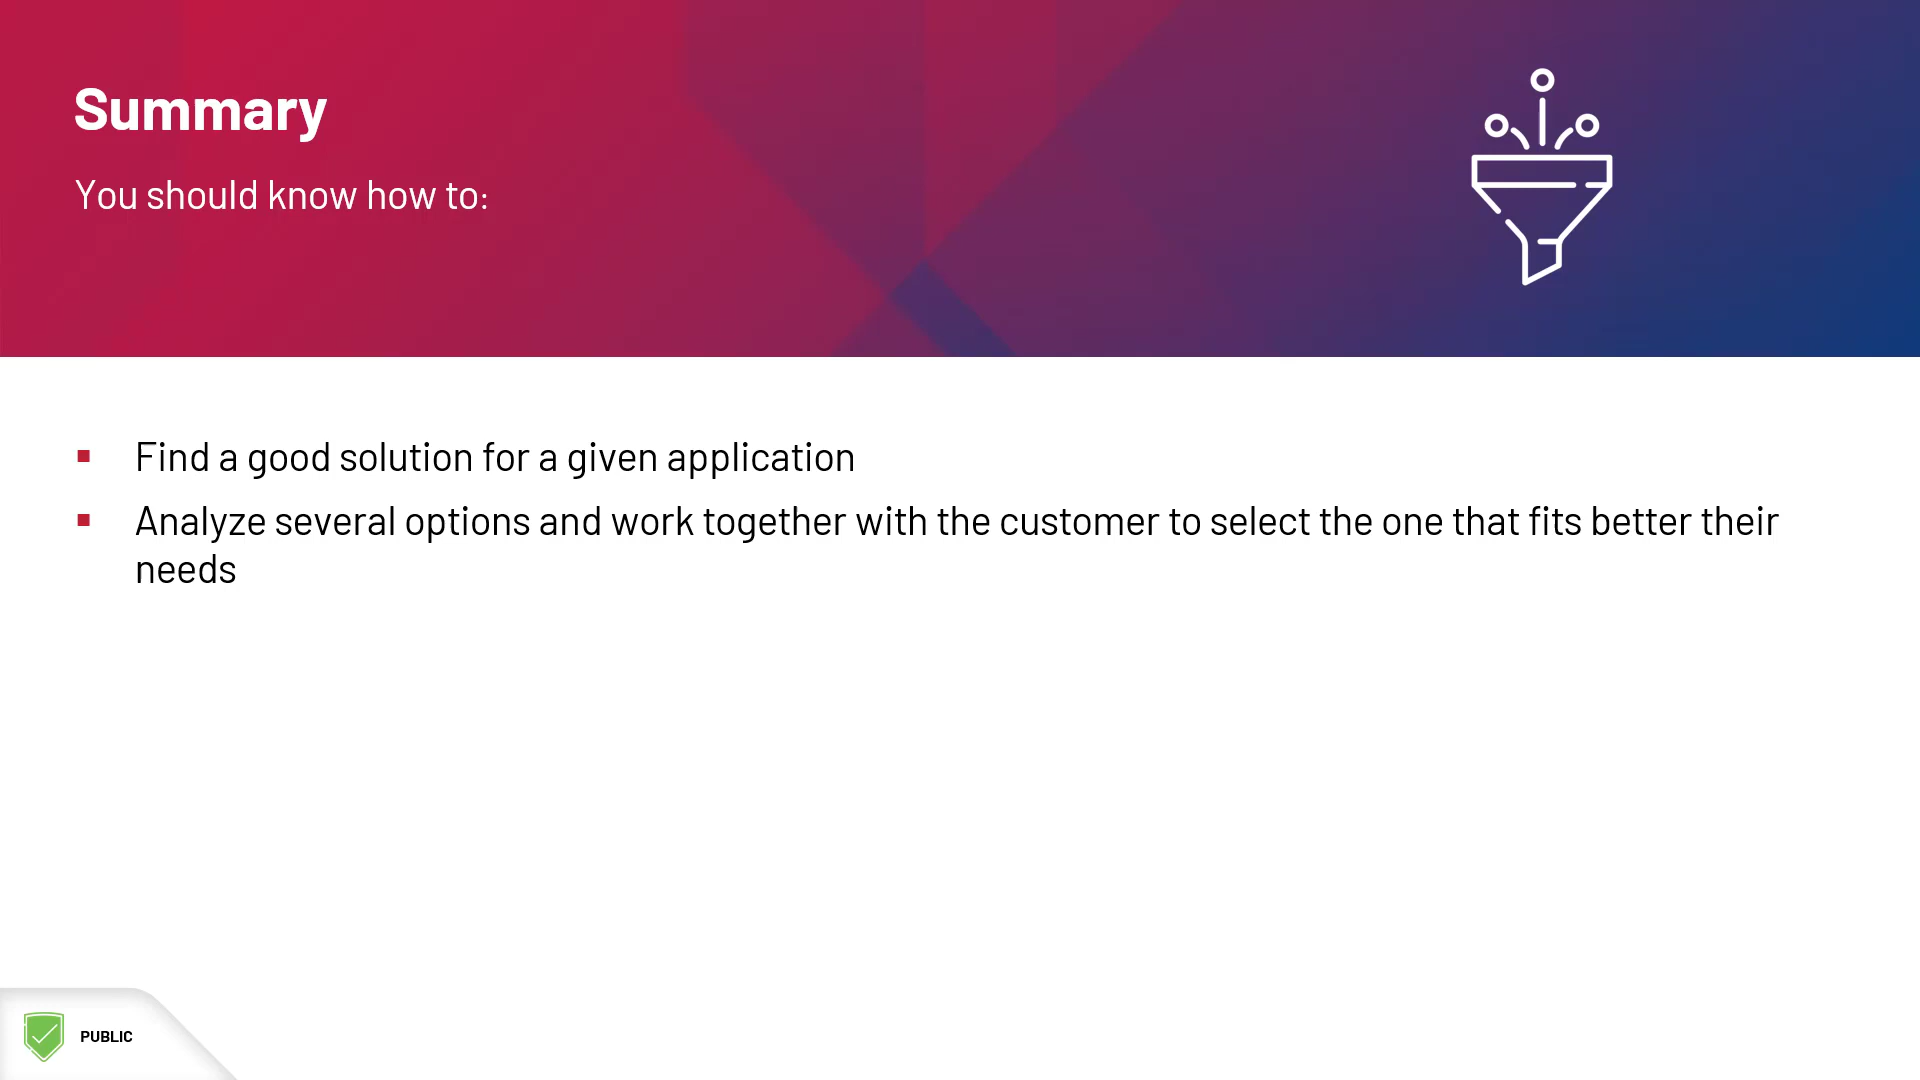 Summary
You should know how to:
▪ Find a good solution for a given application
▪ Analyze several options and work together with the customer to select the one that fits better their
needs
PUBLIC